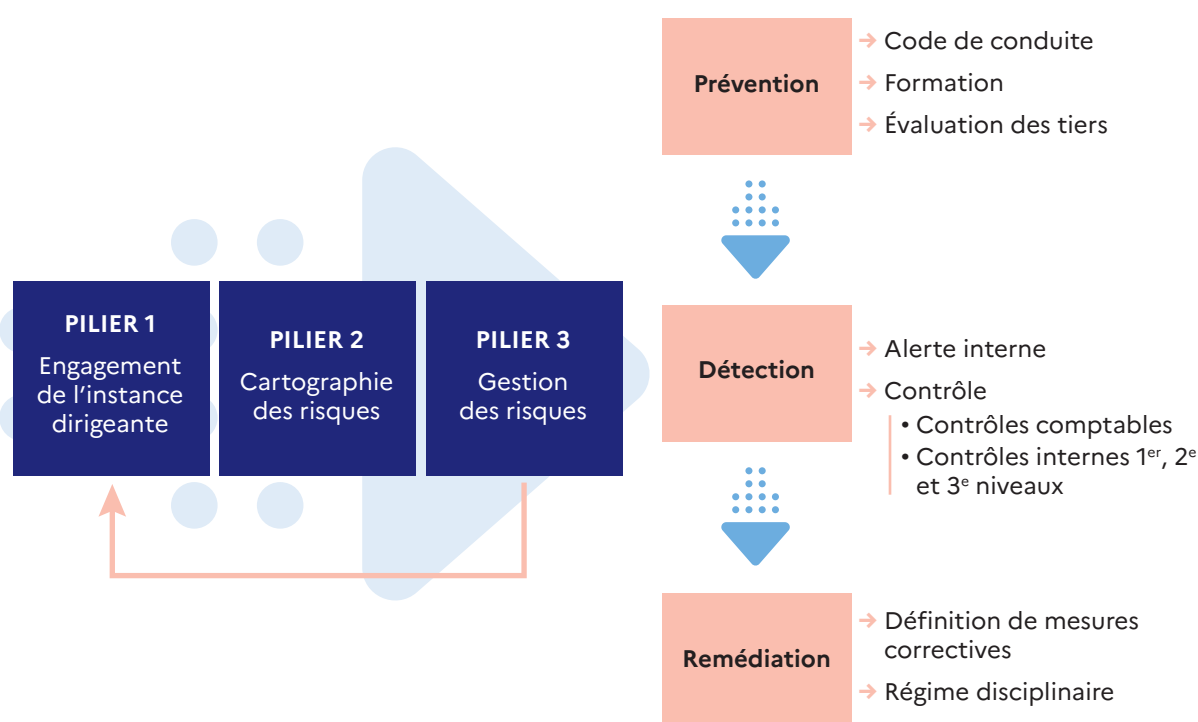 PILIER 1
Engagement
de l’instance
dirigeante
PILIER 2
Cartographie
des risques
PILIER 3
Gestion
des risques
Prévention
→ Code de conduite
→ Formation
→ Évaluation des tiers
Détection
→ Alerte interne
→ Contrôle
• Contrôles comptables
• Contrôles internes 1er, 2e
et 3e niveaux
Remédiation
→ Définition de mesures
correctives
→ Régime disciplinaire